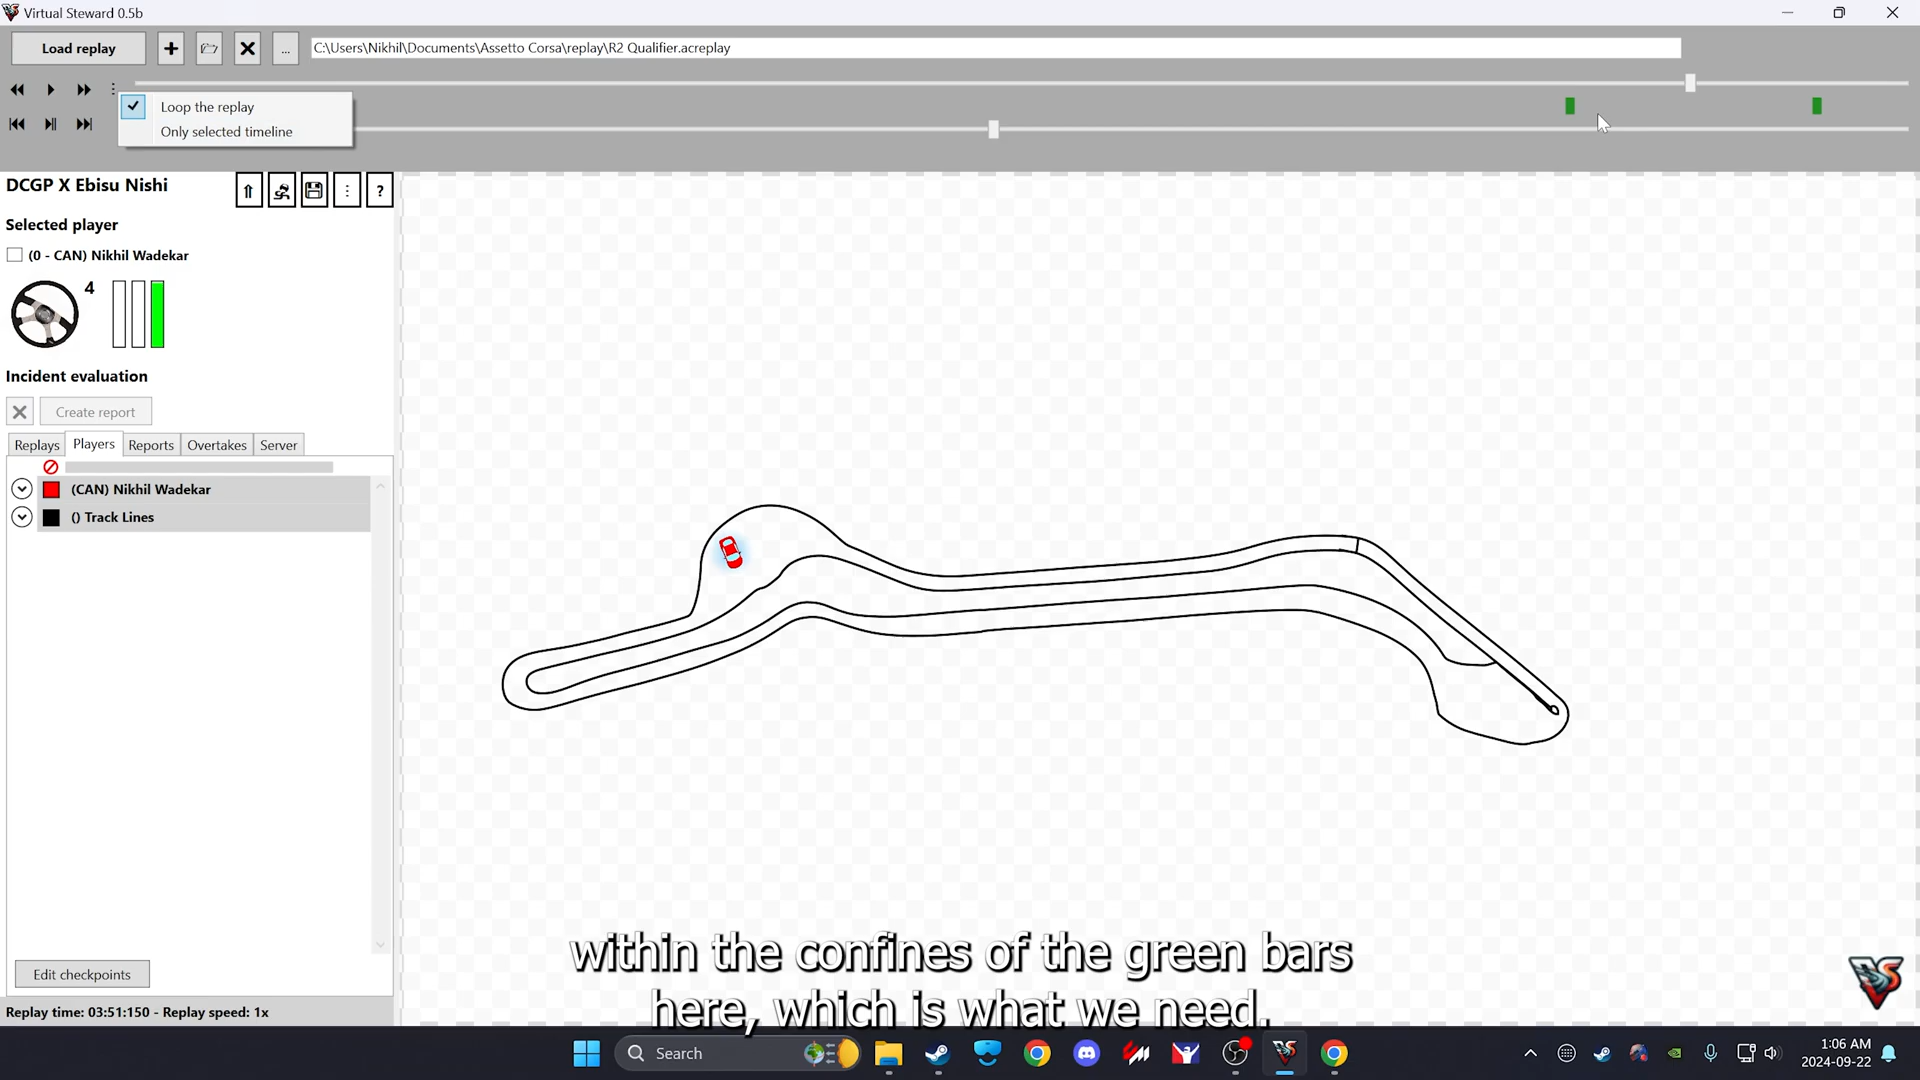 Virtual Steward 0.5b
Load replay
...
C:\Users\Nikhil\Documents\Assetto Corsa\replay\R2 Qualifier.acreplay
Loop the replay
Only selected timeline
DCGP X Ebisu Nishi
?
Selected player
(0 - CAN) Nikhil Wadekar
4
Incident evaluation
Create report
Replays Players Reports Overtakes Server
(CAN) Nikhil Wadekar
() Track Lines
Edit checkpoints
within the confines of the green bars
here, which is what we need.
Replay time: 03:51:150 - Replay speed: 1x
Search
1:06 AM
2024-09-22